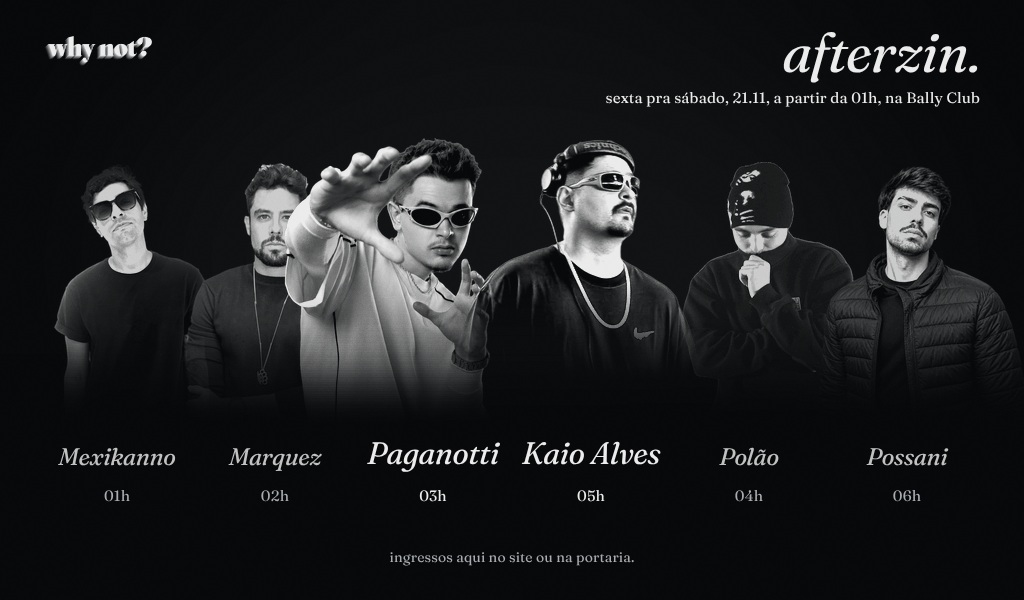 why not?
afterzin.
sexta pra sábado, 21.11, a partir da 01h, na Bally Club
Mexikanno
Marquez
Paganotti
Kaio Alves
Polão
Possani
01h
02h
03h
05h
04h
06h
ingressos aqui no site ou na portaria.